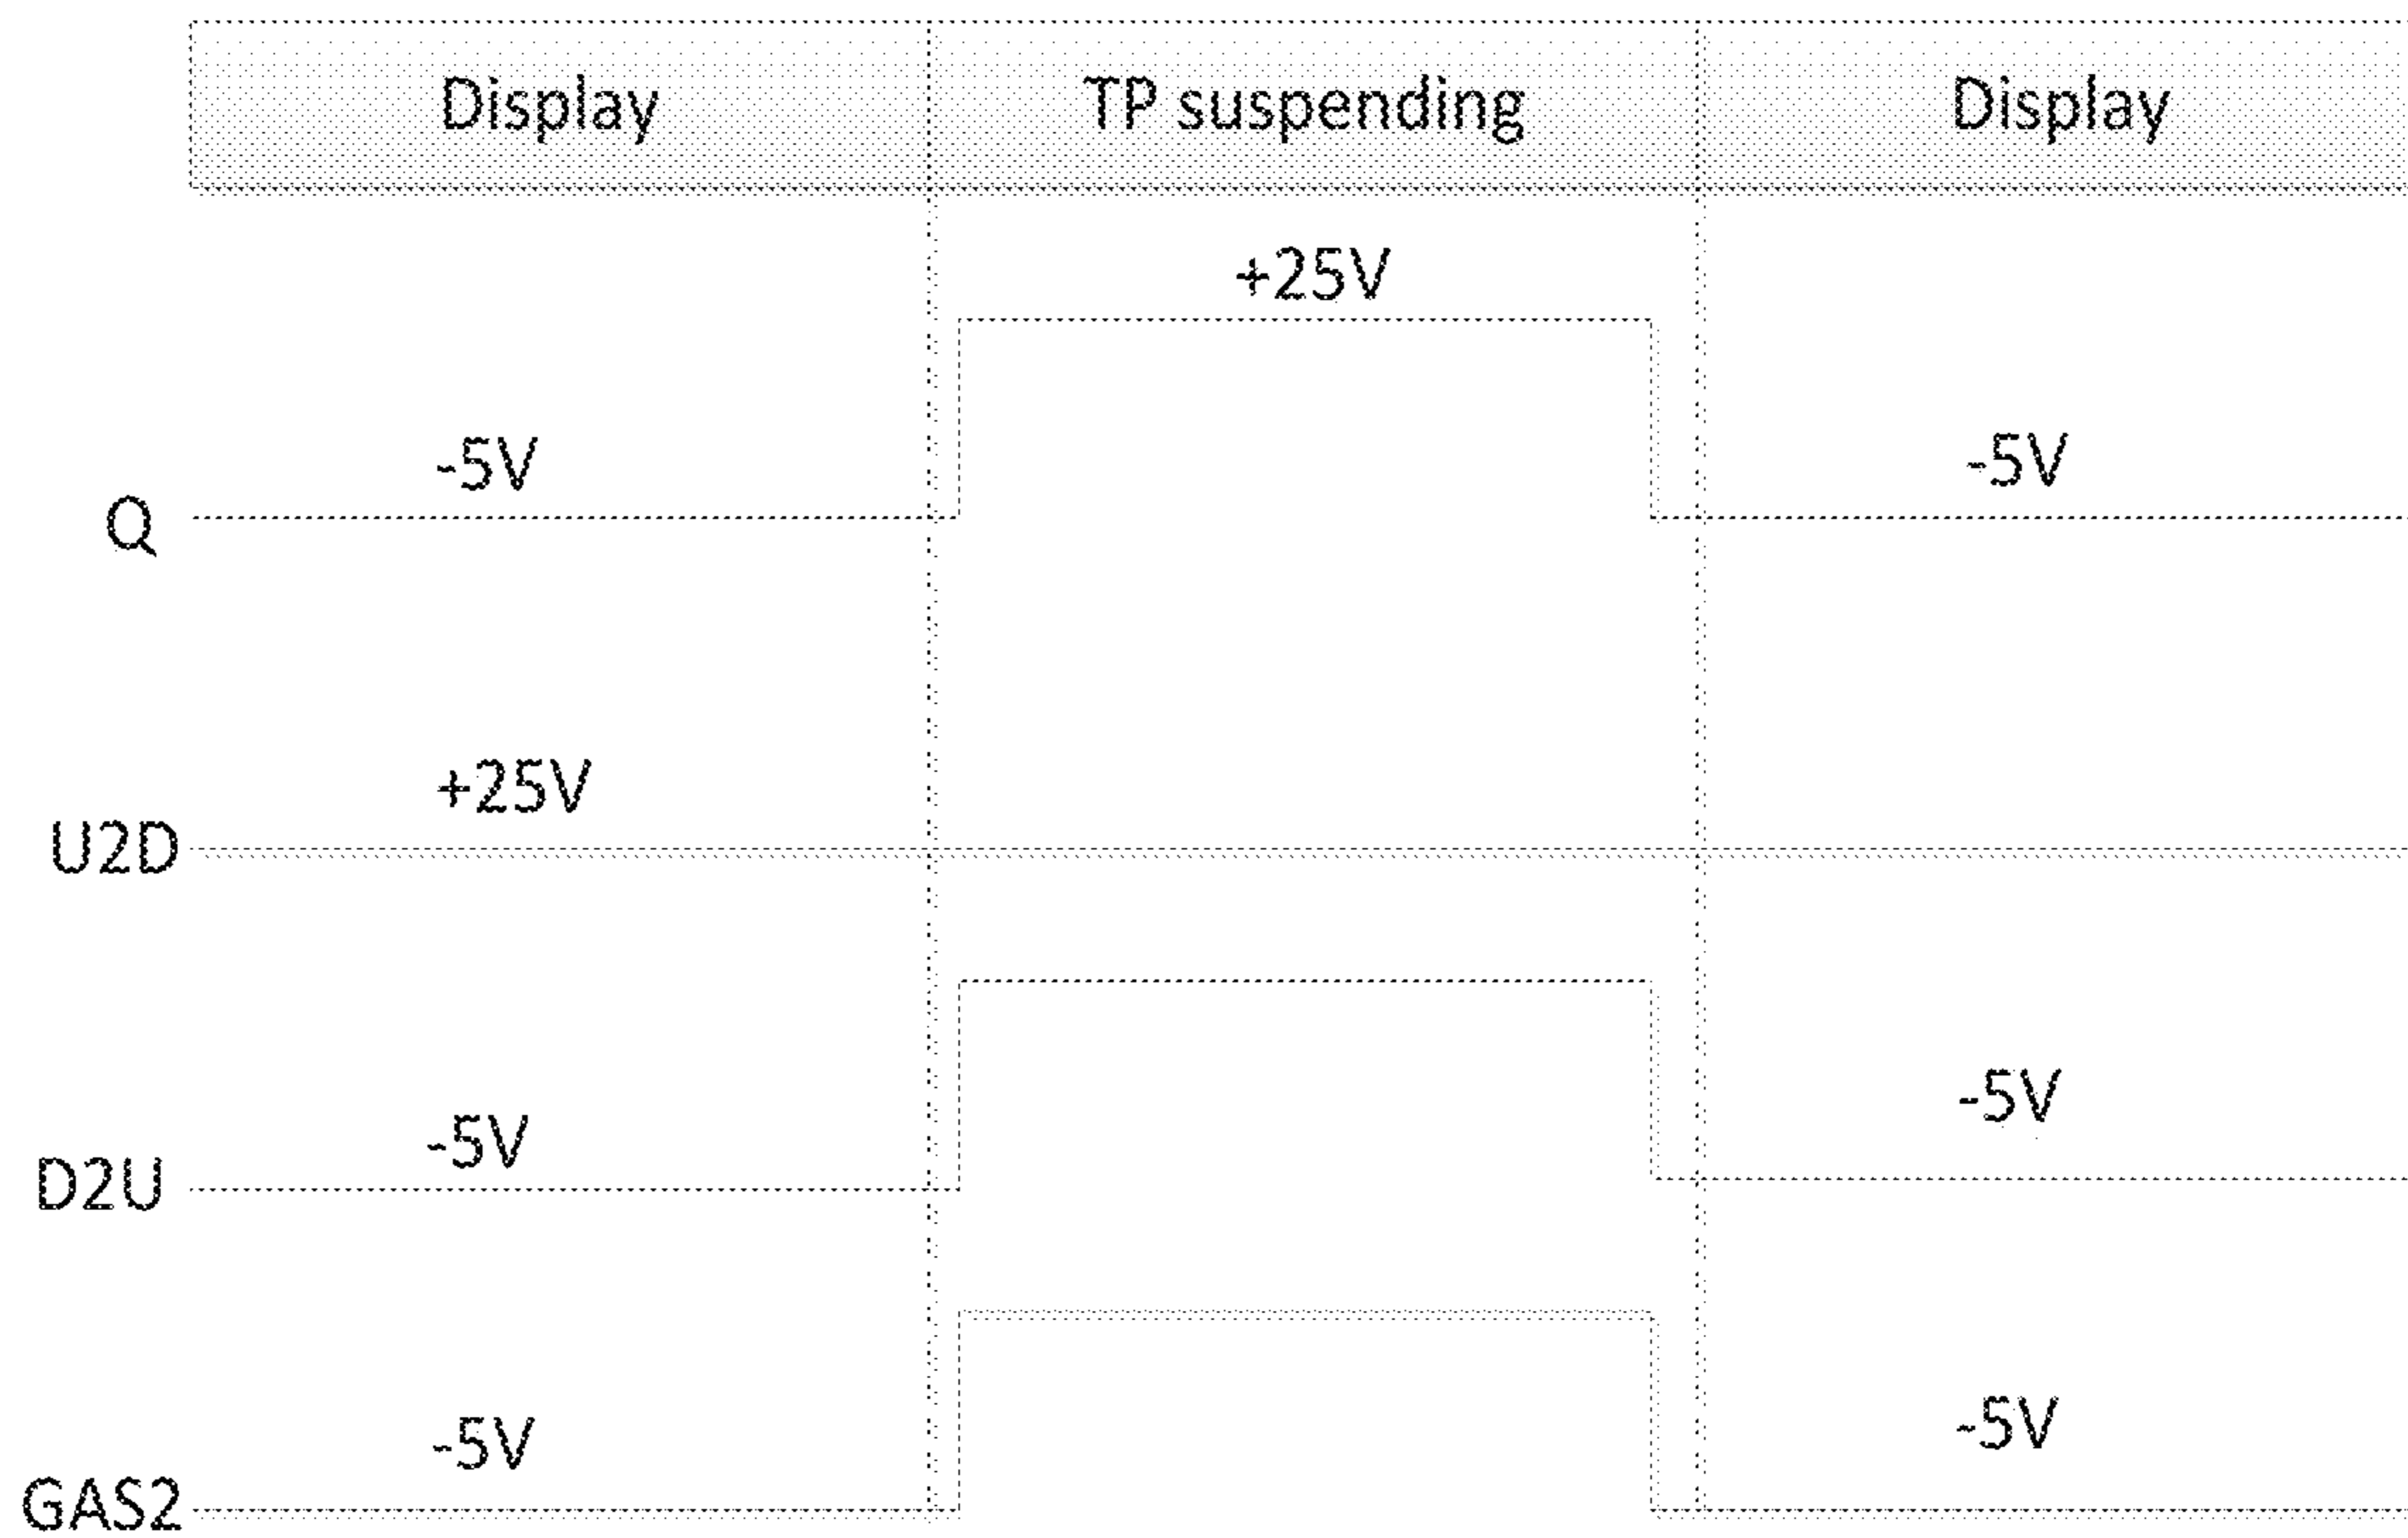 Display TP suspending Display
+25V
-5V -5V
Q
+25V
U2D
-5V -5V
D2U
-5V -5V
GAS2